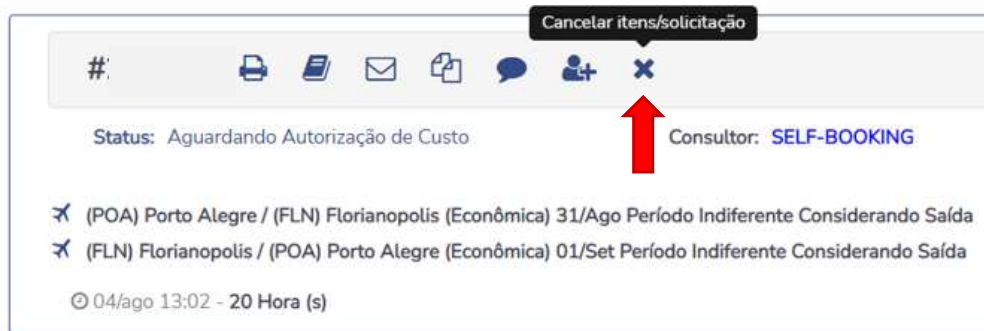 Cancelar itens/solicitação
#:
Status: Aguardando Autorização de Custo Consultor: SELF-BOOKING
(POA) Porto Alegre / (FLN) Florianopolis (Econômica) 31/Ago Período Indiferente Considerando Saída
(FLN) Florianopolis / (POA) Porto Alegre (Econômica) 01/Set Período Indiferente Considerando Saída
04/ago 13:02 - 20 Hora (s)